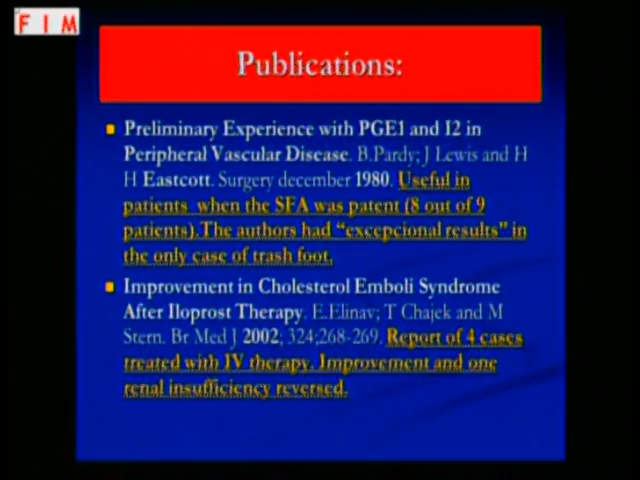 FIM
Publications:
Preliminary Experience with PGE1 and I2 in
Peripheral Vascular Disease. B.Pardy; J Lewis and H
H Eastcott. Surgery december 1980. Useful in
patients when the SFA was patent (8 out of 9
patients).The authors had “excepcional results” in
the only case of trash foot.
Improvement in Cholesterol Emboli Syndrome
After Iloprost Therapy. E.Elinav; T Chajek and M
Stern. Br Med J 2002; 324;268-269. Report of 4 cases
treated with IV therapy. Improvement and one
renal insufficiency reversed.